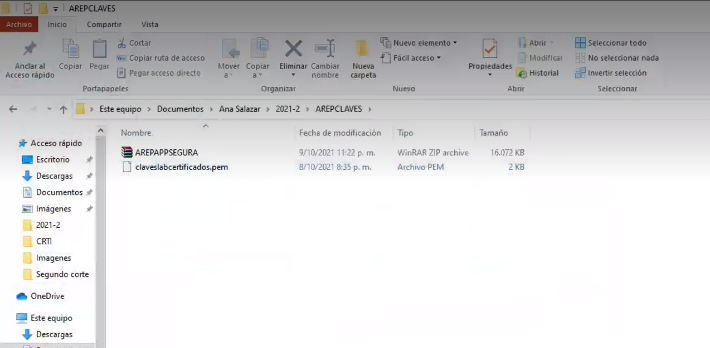 AREPCLAVES
Archivo Inicio Compartir Vista
Andar al Acceso rápido
Copiar
Pegar
Cortar
Copiar ruta de acceso
Pegar acceso directo
Portapapeles
Mover a
Copiar a
Eliminar
Cambiar nombre
Organizar
Nueva carpeta
Nuevo elemento
Fácil acceso
Nuevo
Propiedades
Abrir
Modificar
Historial
Abrir
Seleccionar todo
No seleccionar nada
Invertir selección
Seleccionar
Este equipo > Documentos > Ana Salazar > 2021-2 > AREPCLAVES >
Nombre Fecha de modificación Tipo Tamaño
AREPAPPSEGURA 9/10/2021 11:22 p. m. WinRAR ZIP archive 16.072 KB
claveslabcertificados.pem 8/10/2021 8:35 p. m. Archivo PEM 2 KB
Acceso rápido
Escritorio
Descargas
Documentos
Imágenes
2021-2
CRTI
Imagenes
Segundo corte
OneDrive
Este equipo
Descargas